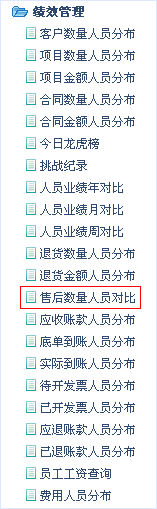 绩效管理
客户数量人员分布
项目数量人员分布
项目金额人员分布
合同数量人员分布
合同金额人员分布
今日龙虎榜
挑战纪录
人员业绩年对比
人员业绩月对比
人员业绩周对比
退货数量人员分布
退货金额人员分布
售后数量人员对比
应收账款人员分布
底单到账人员分布
实际到账人员分布
待开发票人员分布
已开发票人员分布
应退账款人员分布
已退账款人员分布
员工工资查询
费用人员分布